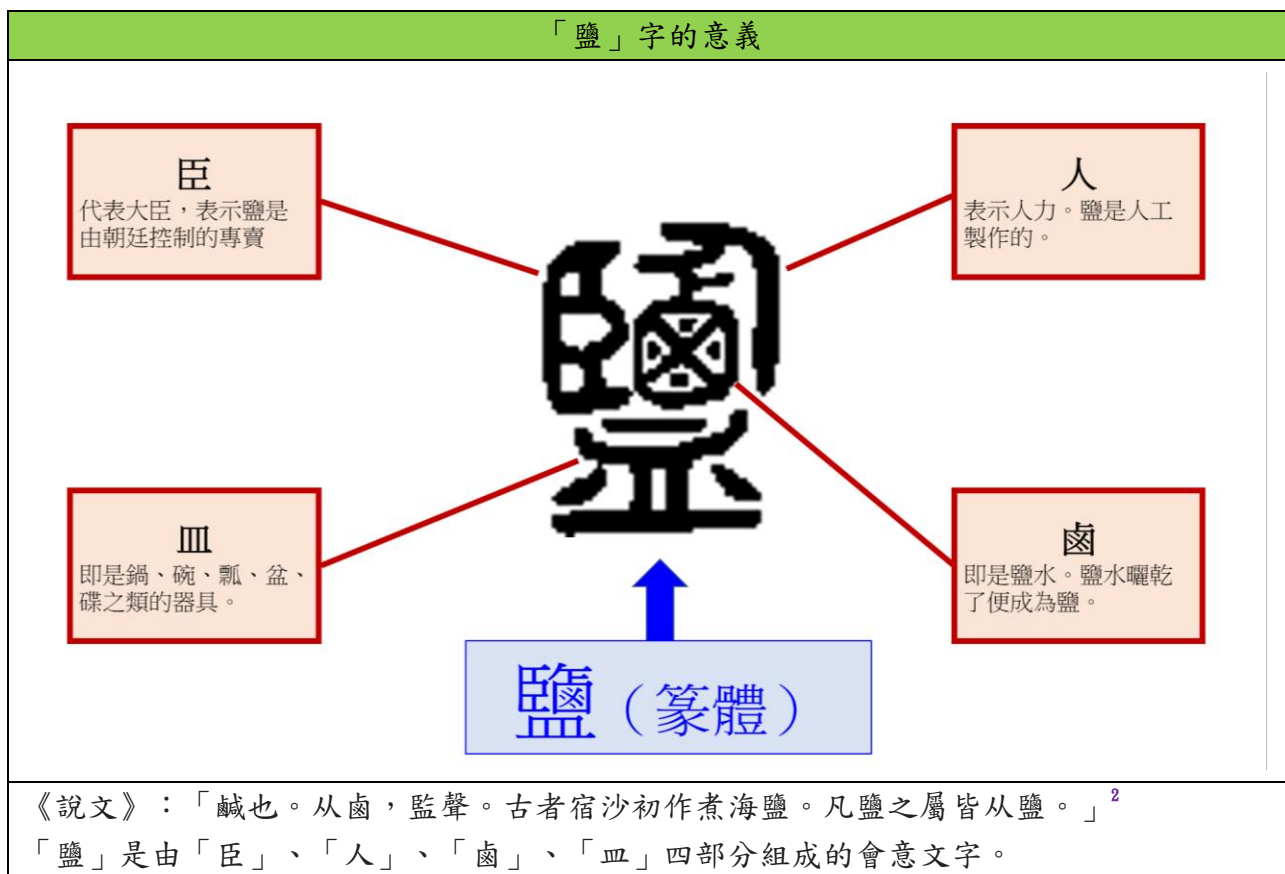 「鹽」字的意義
臣
代表大臣，表示鹽是
由朝廷控制的專賣
人
表示人力。鹽是人工
製作的。
皿
即是鍋、碗、瓢、盆、
碟之類的器具。
鹵
即是鹽水。鹽水曬乾
了便成為鹽。
鹽（篆體）
《說文》：「鹹也。从鹵，監聲。古者宿沙初作煮海鹽。凡鹽之屬皆从鹽。」2
「鹽」是由「臣」、「人」、「鹵」、「皿」四部分組成的會意文字。